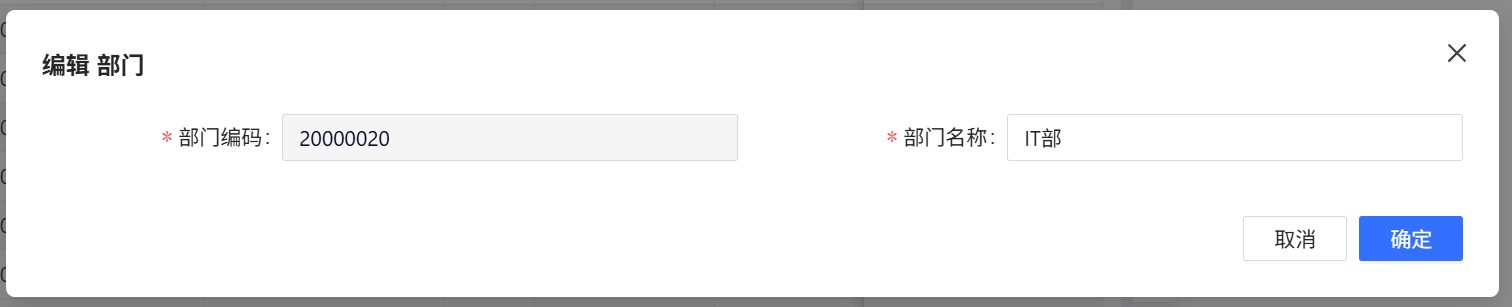 编辑 部门
* 部门编码: 20000020
* 部门名称: IT部
取消 确定